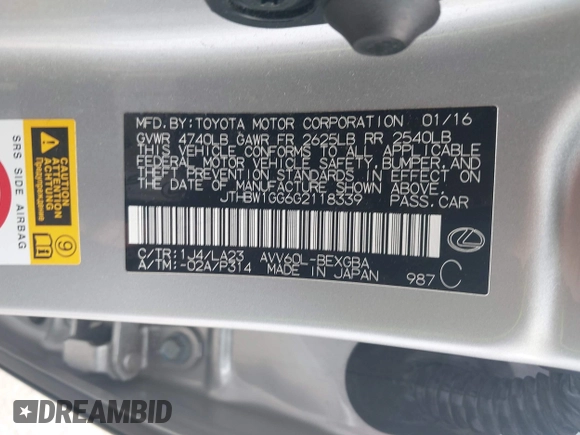 MFD. BY: TOYOTA MOTOR CORPORATION 01/16
GVWR 4740LB GAWR FR 2625LB RR 2540LB
THIS VEHICLE CONFORMS TO ALL APPLICABLE
FEDERAL MOTOR VEHICLE SAFETY, BUMPER, AND
THEFT PREVENTION STANDARDS IN EFFECT ON
THE DATE OF MANUFACTURE SHOWN ABOVE.
JTHBW1GG6G2118339 PASS. CAR
C/TR: 1J4/LA23 AVV60L-BEXGBA
A/TM: -02A/P314 MADE IN JAPAN 987C
SRS SIDE AIRBAG
CAUTION
ACHTUNG
Предупреждение
9
DREAMBID